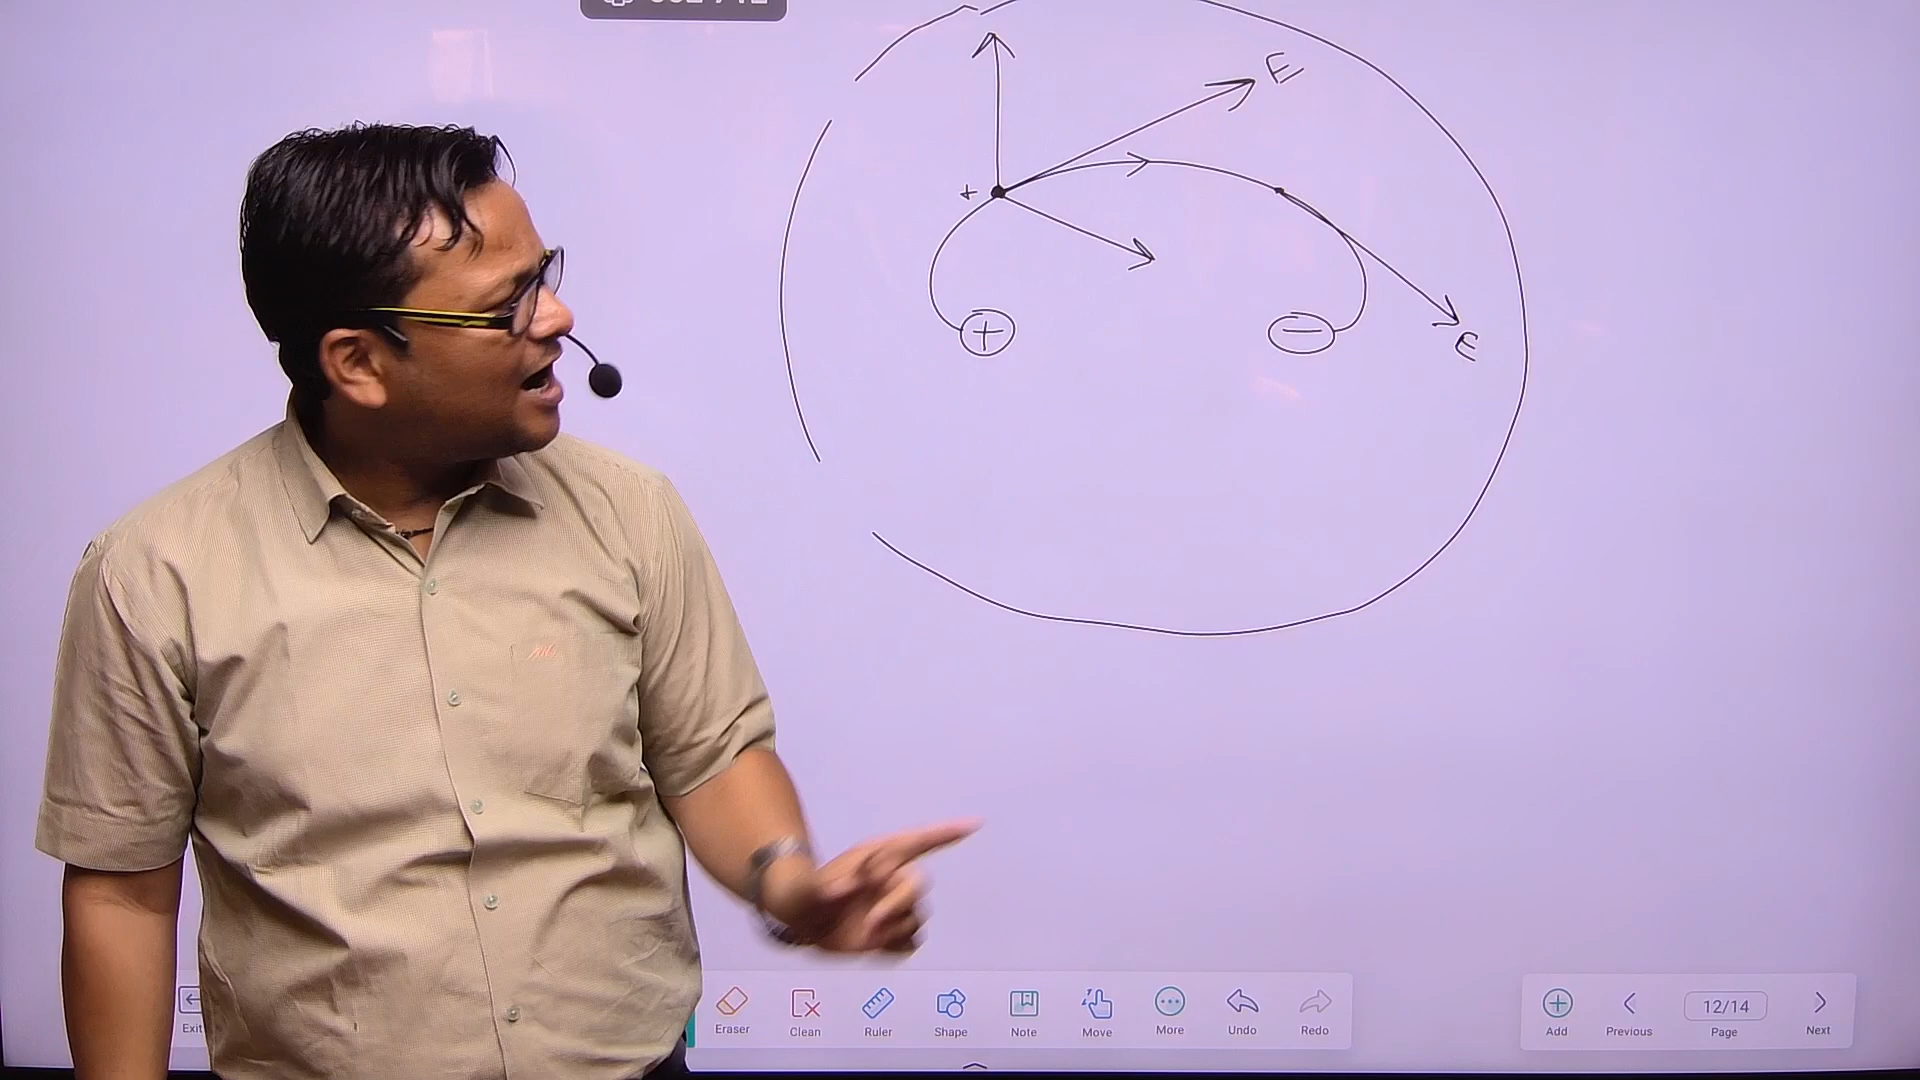 E
+
+
−
E
Exit
Eraser
Clean
Ruler
Shape
Note
Move
More
Undo
Redo
Add
Previous
12/14
Page
Next